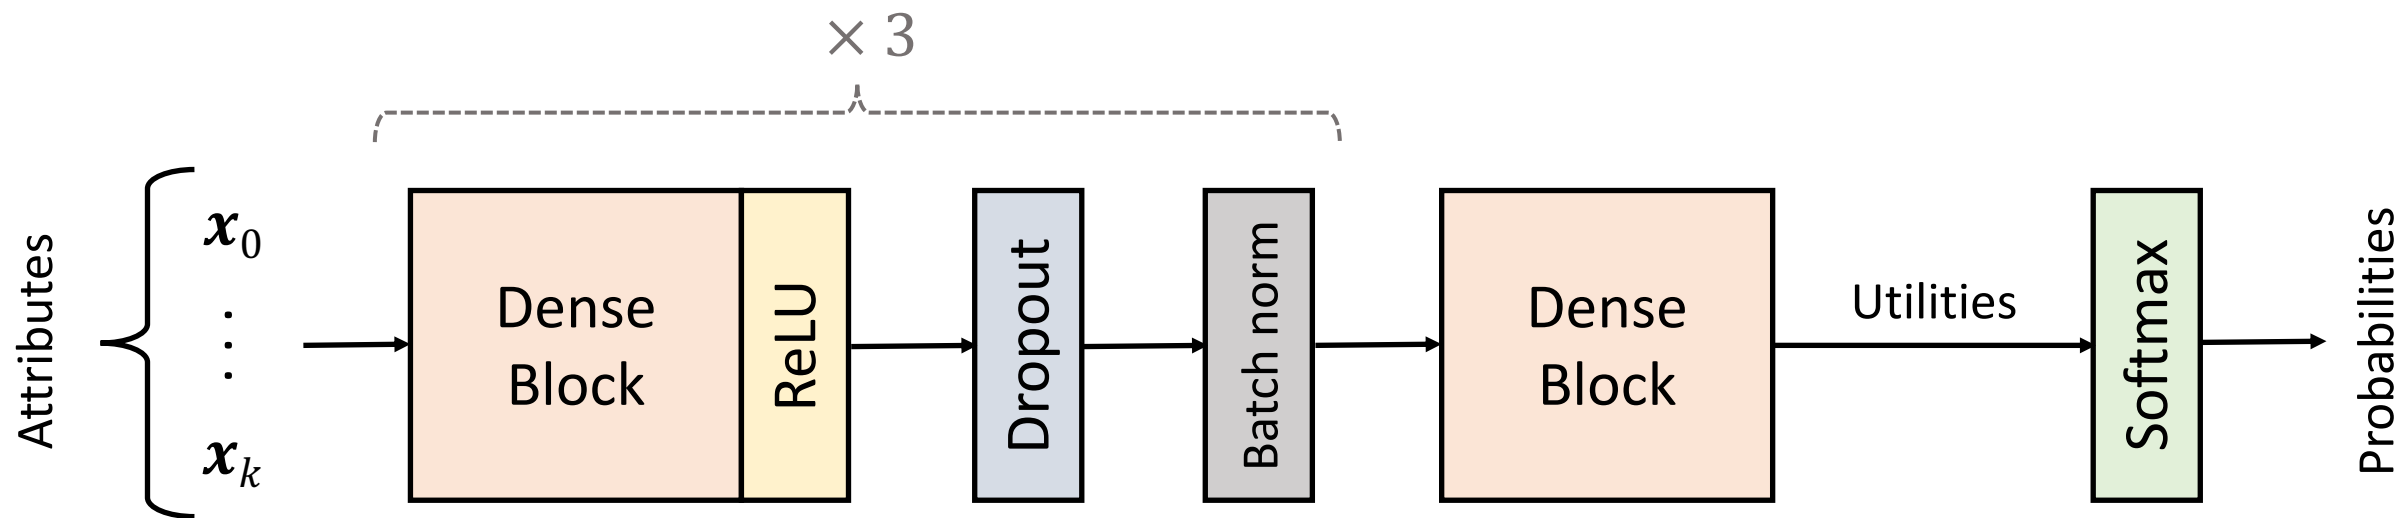 × 3
Attributes
x₀
⋮
xₖ
Dense
Block
ReLU
Dropout
Batch norm
Dense
Block
Utilities
Softmax
Probabilities